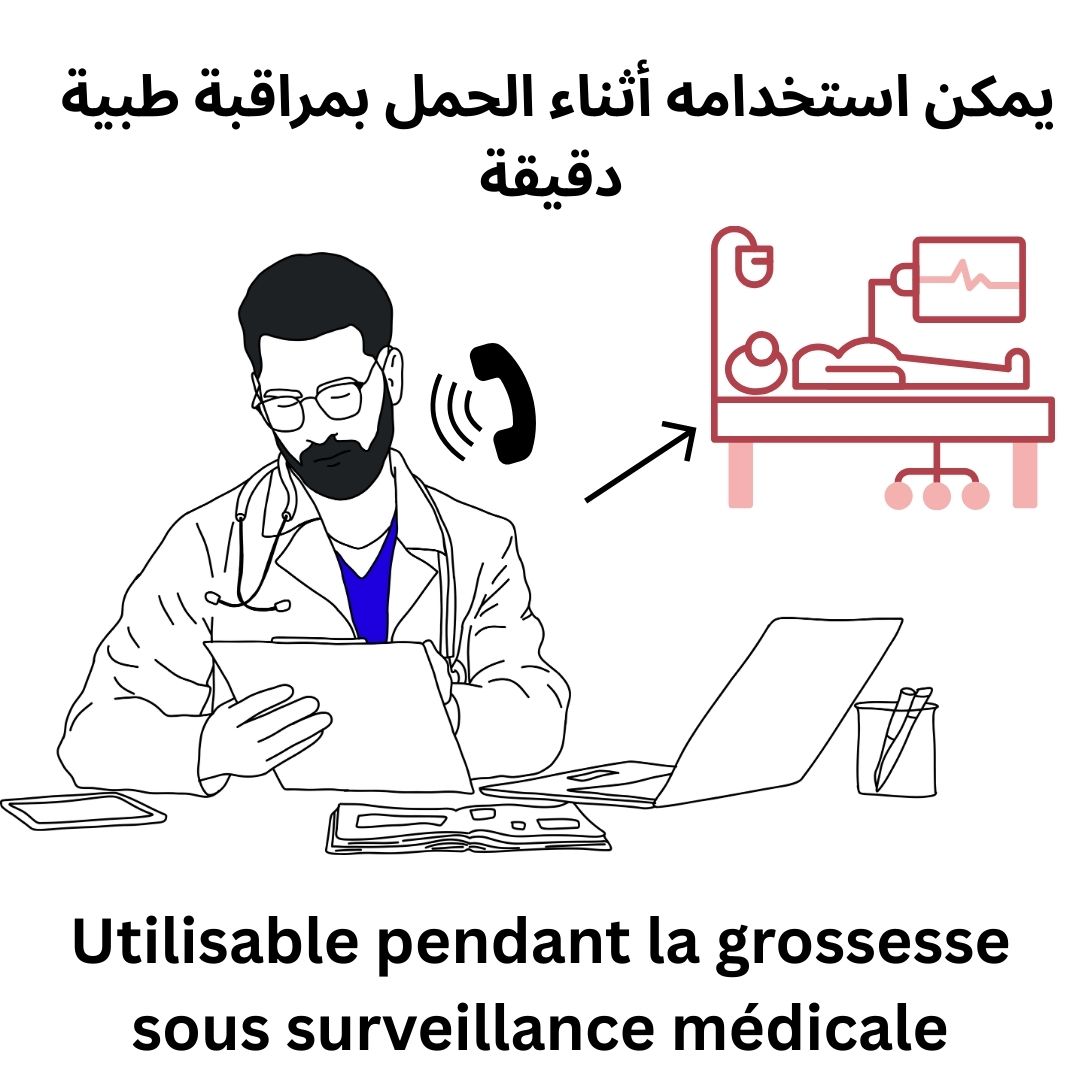 يمكن استخدامه أثناء الحمل بمراقبة طبية
دقيقة
Utilisable pendant la grossesse
sous surveillance médicale